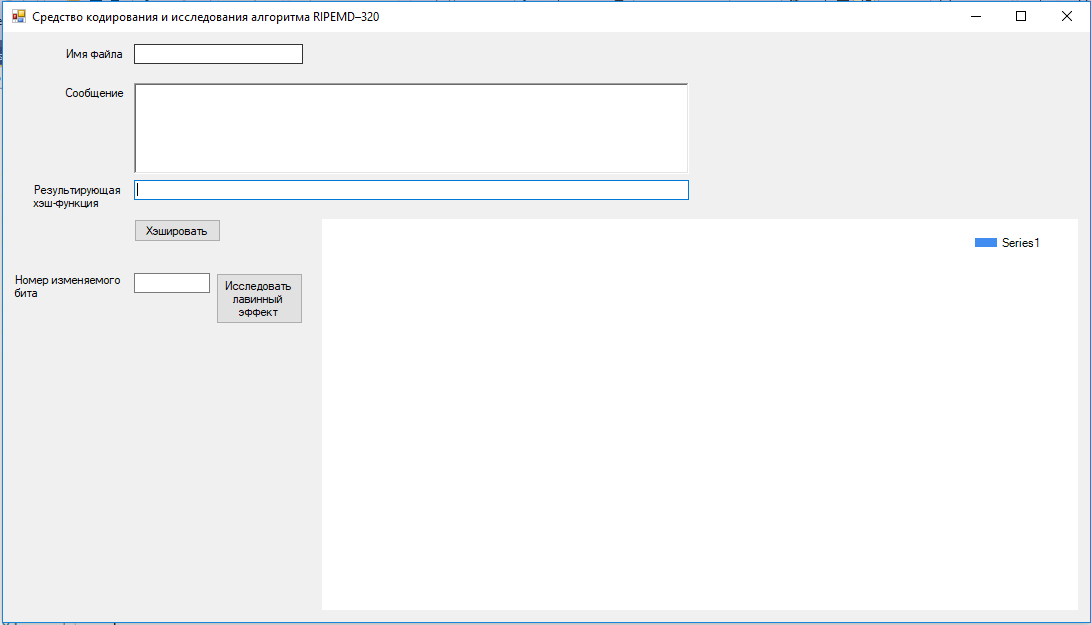 Средство кодирования и исследования алгоритма RIPEMD–320
Имя файла
Сообщение
Результирующая
хэш-функция
Хэшировать
Series1
Номер изменяемого
бита
Исследовать
лавинный
эффект